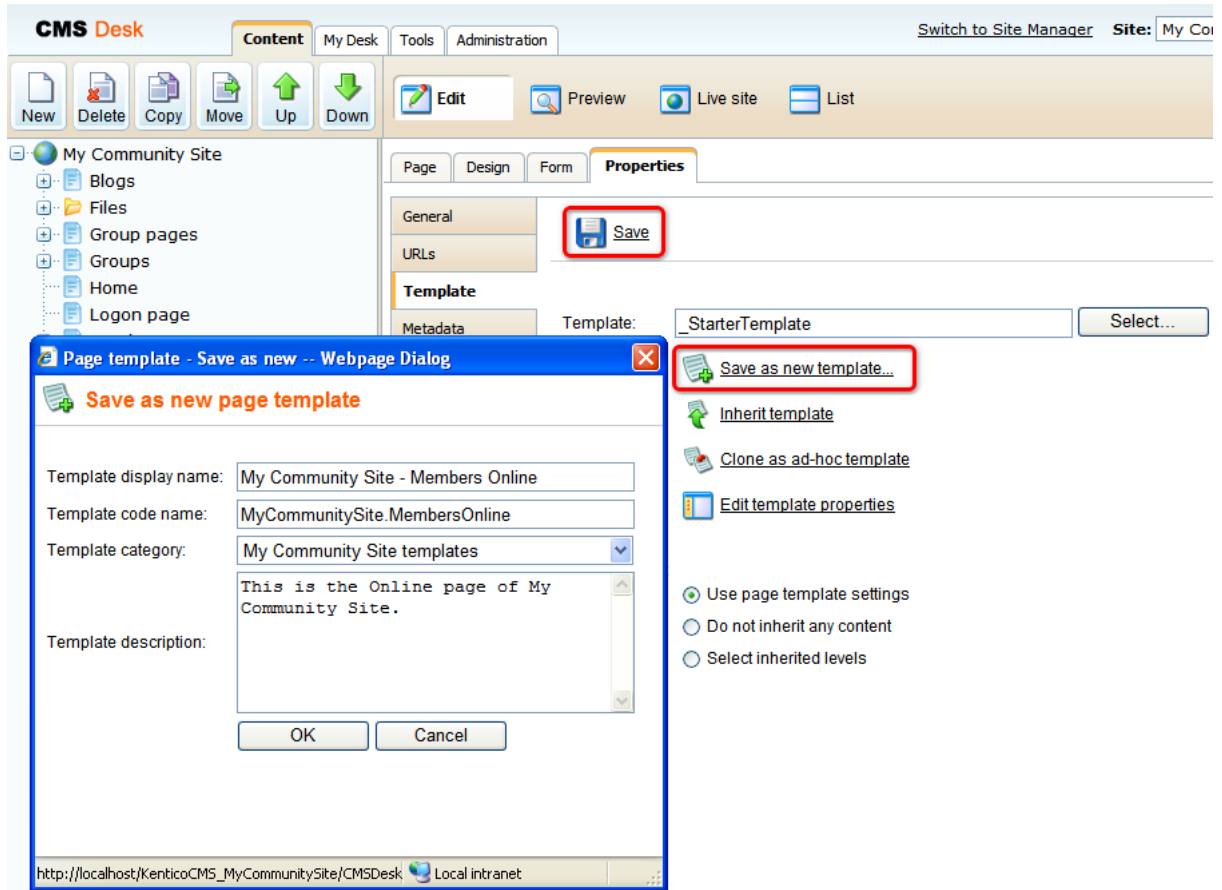 CMS Desk
Content My Desk Tools Administration
Switch to Site Manager Site: My Co
New Delete Copy Move Up Down
Edit Preview Live site List
My Community Site
Blogs
Files
Group pages
Groups
Home
Logon page
Page Design Form Properties
General
URLs
Template
Metadata
Save
Template: _StarterTemplate Select...
Save as new template...
Inherit template
Clone as ad-hoc template
Edit template properties
Use page template settings
Do not inherit any content
Select inherited levels
Page template - Save as new -- Webpage Dialog
Save as new page template
Template display name: My Community Site - Members Online
Template code name: MyCommunitySite.MembersOnline
Template category: My Community Site templates
Template description:
This is the Online page of My
Community Site.
OK Cancel
http://localhost/KenticoCMS_MyCommunitySite/CMSDesk Local intranet